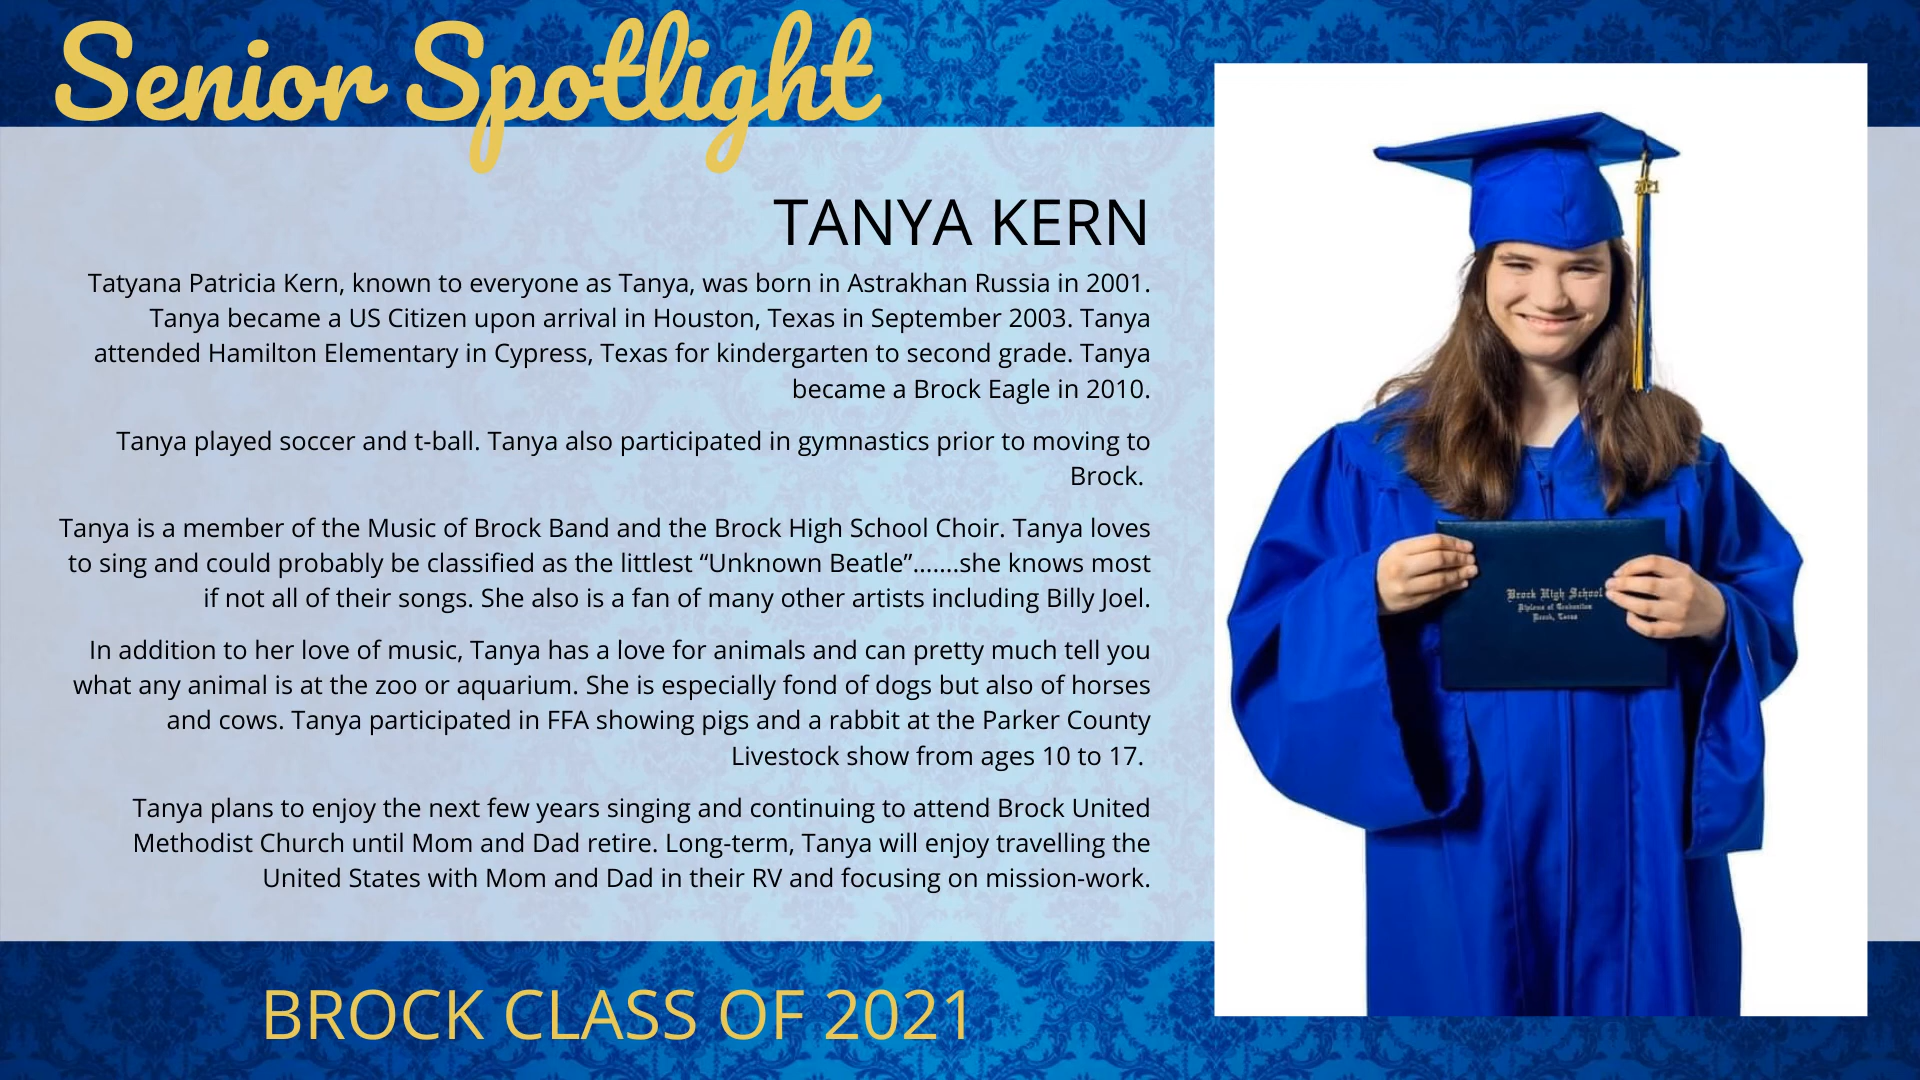 Senior Spotlight
TANYA KERN
Tatyana Patricia Kern, known to everyone as Tanya, was born in Astrakhan Russia in 2001.
Tanya became a US Citizen upon arrival in Houston, Texas in September 2003. Tanya
attended Hamilton Elementary in Cypress, Texas for kindergarten to second grade. Tanya
became a Brock Eagle in 2010.
Tanya played soccer and t-ball. Tanya also participated in gymnastics prior to moving to
Brock.
Tanya is a member of the Music of Brock Band and the Brock High School Choir. Tanya loves
to sing and could probably be classified as the littlest “Unknown Beatle”.......she knows most
if not all of their songs. She also is a fan of many other artists including Billy Joel.
In addition to her love of music, Tanya has a love for animals and can pretty much tell you
what any animal is at the zoo or aquarium. She is especially fond of dogs but also of horses
and cows. Tanya participated in FFA showing pigs and a rabbit at the Parker County
Livestock show from ages 10 to 17.
Tanya plans to enjoy the next few years singing and continuing to attend Brock United
Methodist Church until Mom and Dad retire. Long-term, Tanya will enjoy travelling the
United States with Mom and Dad in their RV and focusing on mission-work.
BROCK CLASS OF 2021
2021
Brock High School
Diploma of Graduation
Brock, Texas